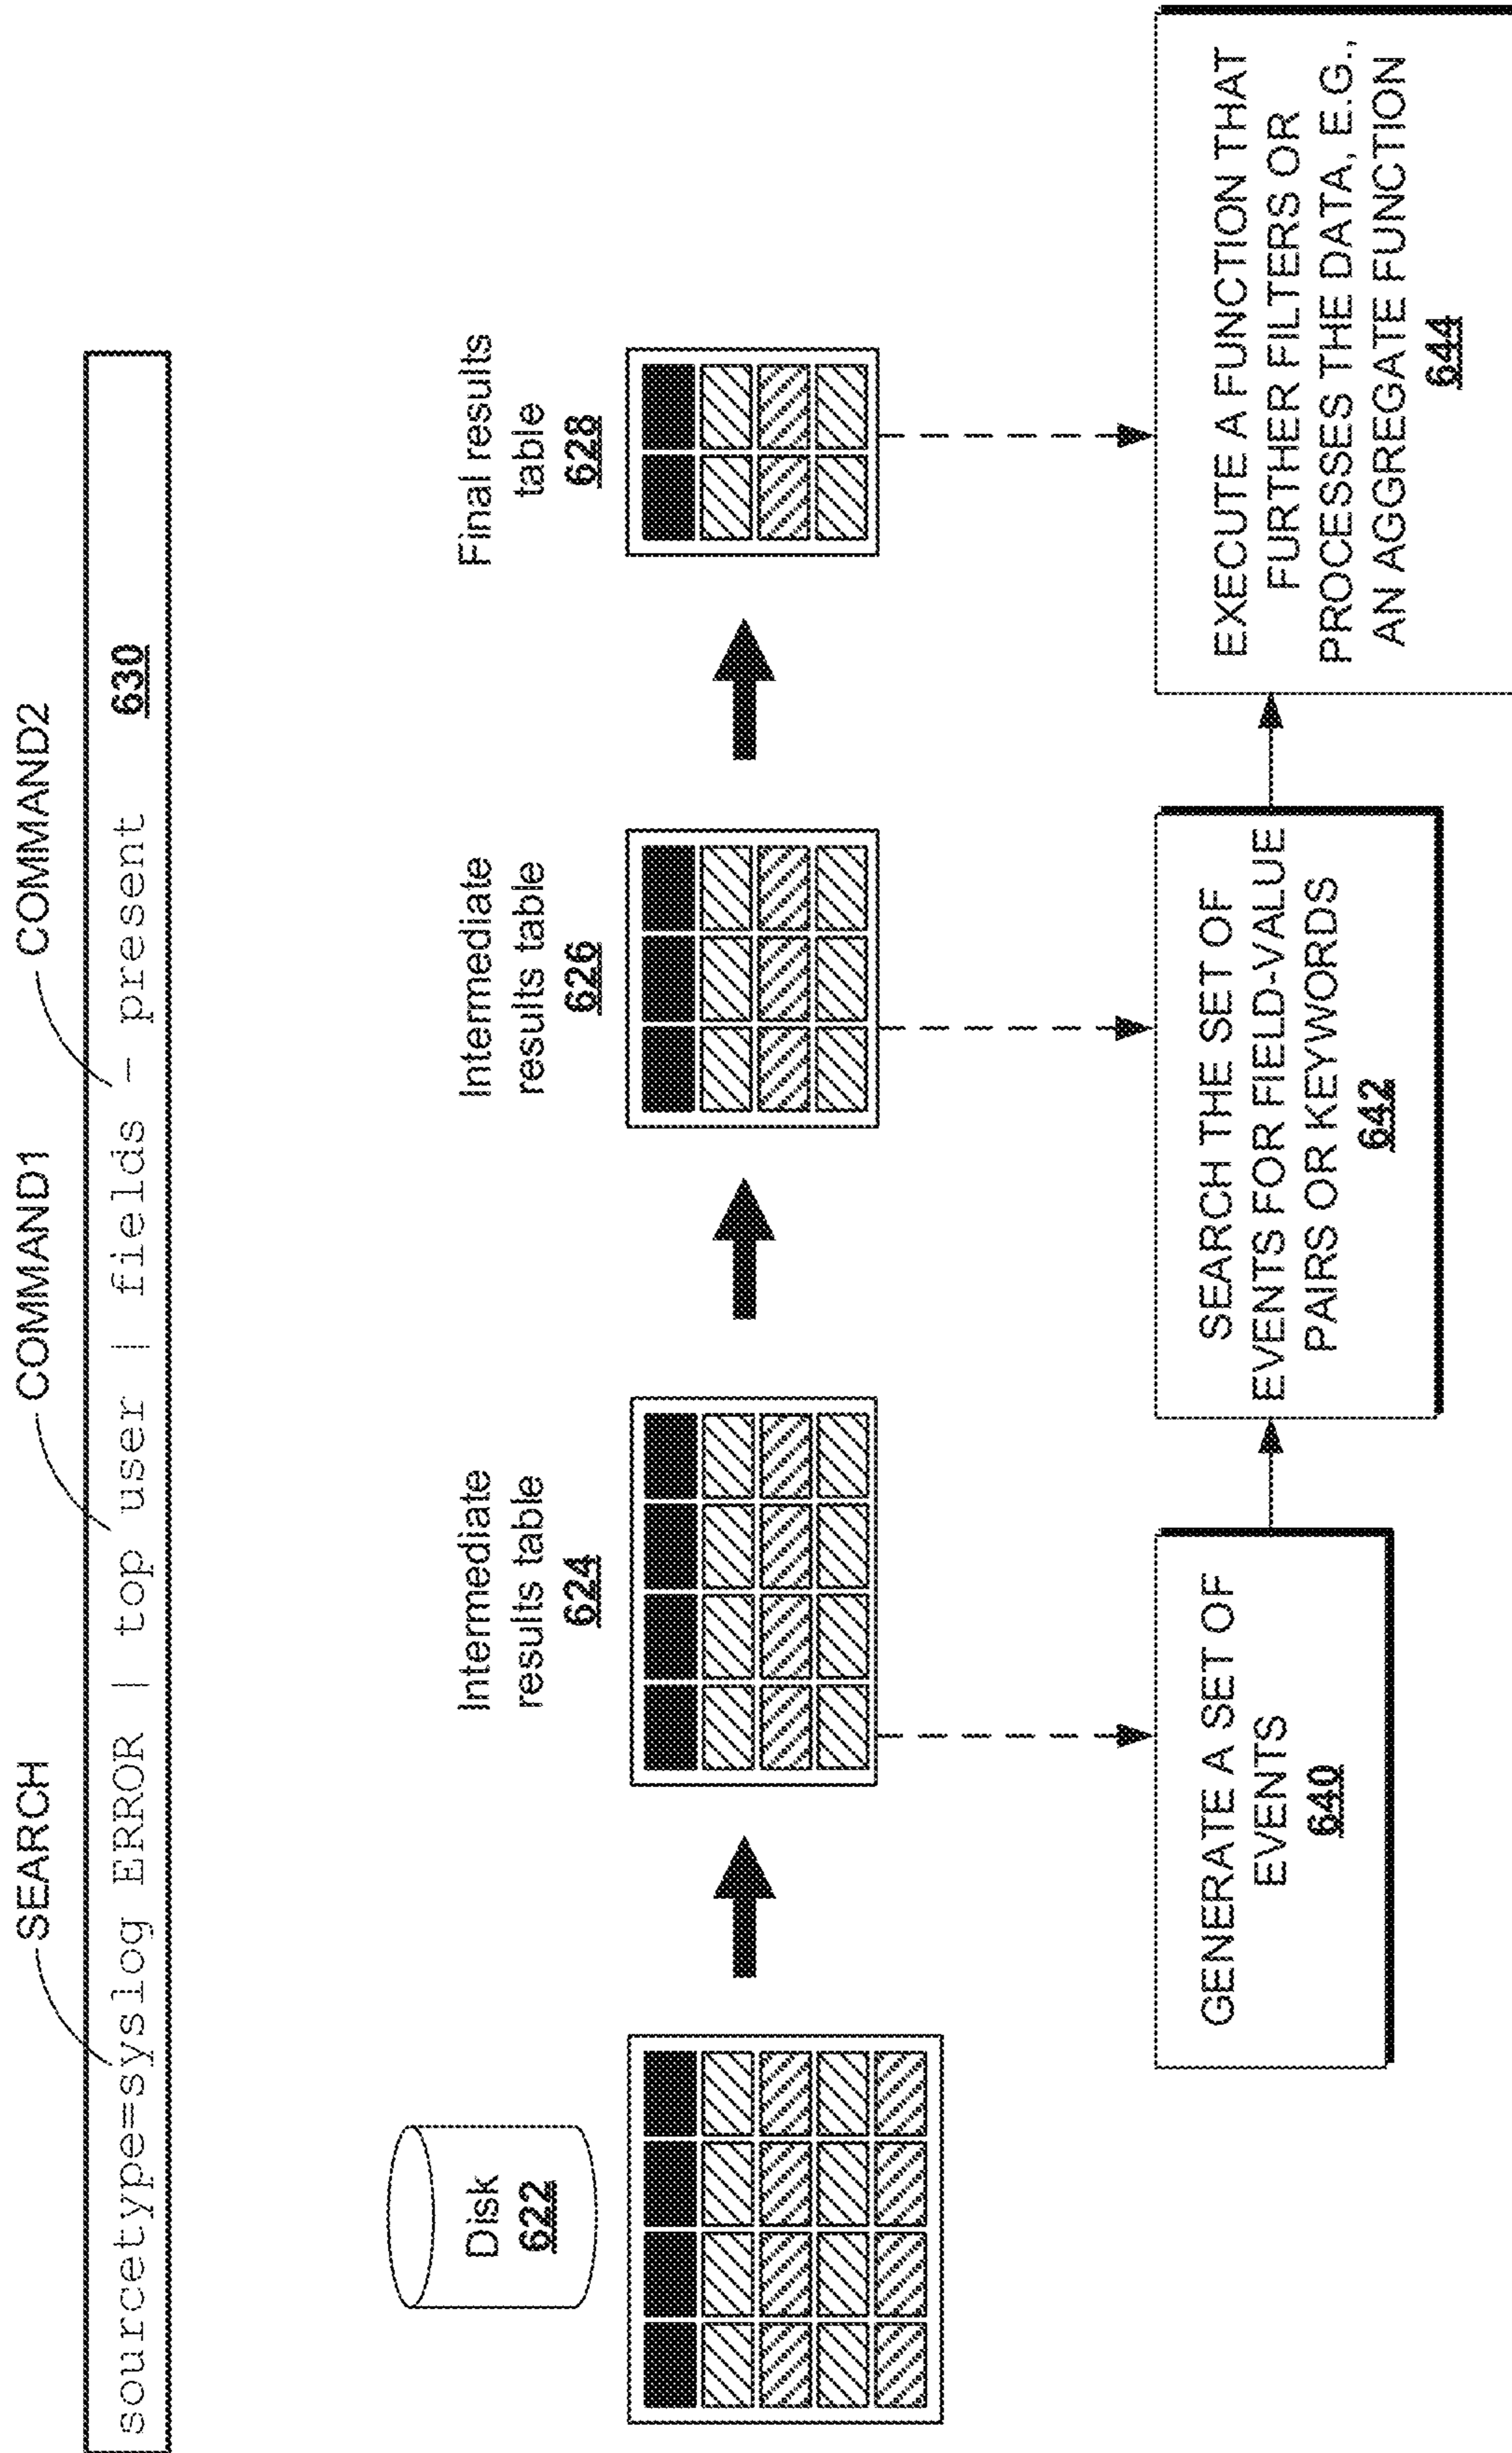 SEARCH
COMMAND1
COMMAND2
sourcetype=syslog ERROR | top user | fields – present 630
Disk
622
Intermediate
results table
624
Intermediate
results table
626
Final results
table
628
GENERATE A SET OF
EVENTS
640
SEARCH THE SET OF
EVENTS FOR FIELD-VALUE
PAIRS OR KEYWORDS
642
EXECUTE A FUNCTION THAT
FURTHER FILTERS OR
PROCESSES THE DATA, E.G.,
AN AGGREGATE FUNCTION
644